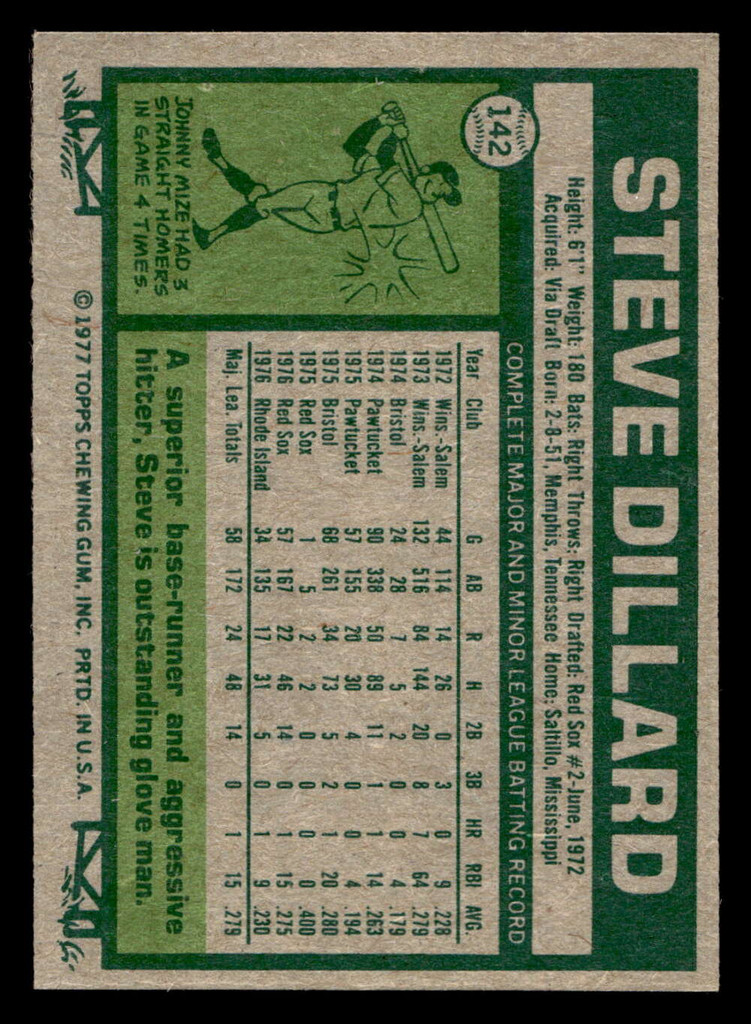 STEVE DILLARD
142
Height: 6'1" Weight: 180 Bats: Right Throws: Right Drafted: Red Sox #2-June, 1972
Acquired: Via Draft Born: 2-8-51, Memphis, Tennessee Home: Saltillo, Mississippi
COMPLETE MAJOR AND MINOR LEAGUE BATTING RECORD
Year Club G AB R H 2B 3B HR RBI AVG.
1972 Wins.-Salem 44 114 14 26 0 3 0 9 .228
1973 Wins.-Salem 132 516 84 144 20 8 7 64 .279
1974 Bristol 24 28 7 5 2 0 0 4 .179
1974 Pawtucket 90 338 50 89 11 1 1 14 .263
1975 Pawtucket 57 155 20 30 4 0 1 4 .194
1975 Bristol 68 261 34 73 5 2 1 20 .280
1975 Red Sox 1 5 2 2 0 0 0 0 .400
1976 Red Sox 57 167 22 46 14 0 1 15 .275
1976 Rhode Island 34 135 17 31 5 0 1 9 .230
Maj. Lea. Totals 58 172 24 48 14 0 1 15 .279
JOHNNY MIZE HAD 3
STRAIGHT HOMERS
IN GAME 4 TIMES.
A superior base-runner and aggressive
hitter, Steve is outstanding glove man.
© 1977 TOPPS CHEWING GUM, INC. PRTD. IN U.S.A.